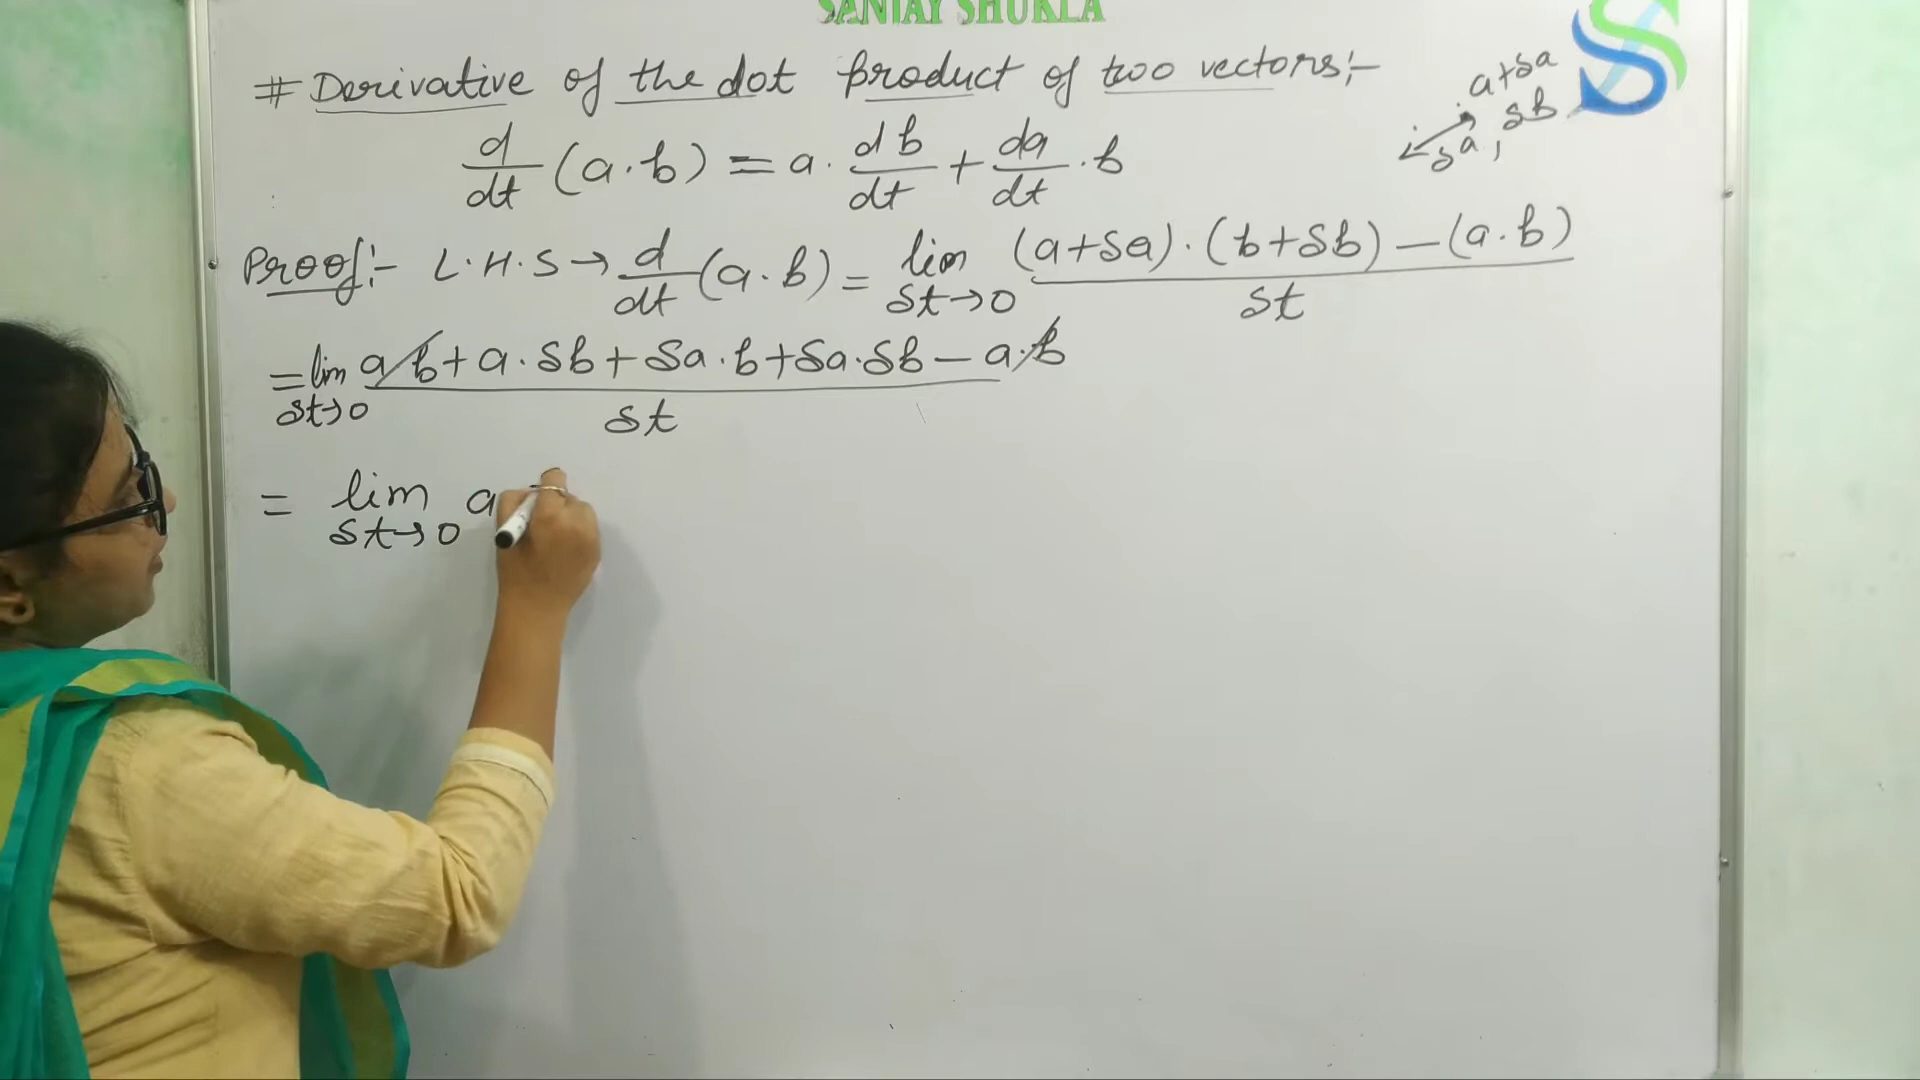 SANJAY SHUKLA
# Derivative of the dot product of two vectors:-
a+δa
δa, δb
d/dt (a·b) = a· db/dt + da/dt ·b
Proof:- L.H.S → d/dt (a·b) = lim δt→0 (a+δa)·(b+δb) – (a·b) / δt
= lim δt→0 a·b + a·δb + δa·b + δa·δb – a·b / δt
= lim δt→0 a